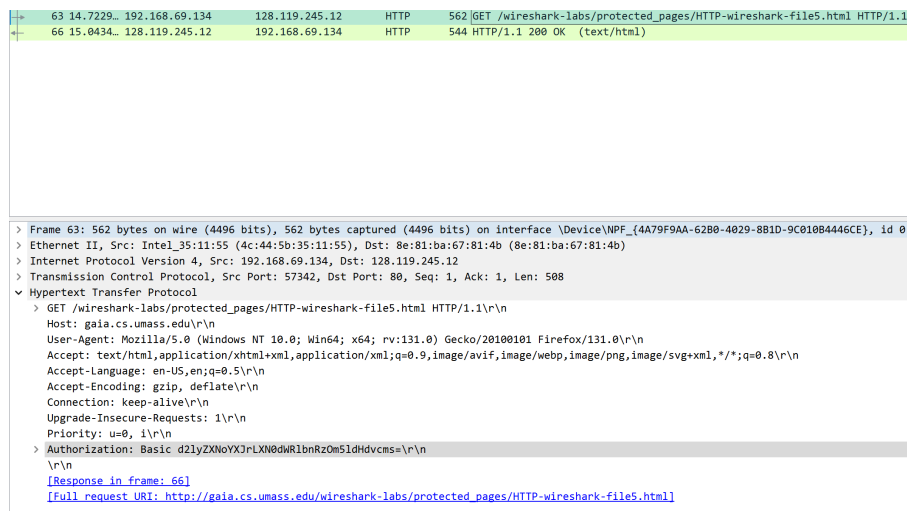 63 14.7229… 192.168.69.134 128.119.245.12 HTTP 562 GET /wireshark-labs/protected_pages/HTTP-wireshark-file5.html HTTP/1.1
66 15.0434… 128.119.245.12 192.168.69.134 HTTP 544 HTTP/1.1 200 OK (text/html)
Frame 63: 562 bytes on wire (4496 bits), 562 bytes captured (4496 bits) on interface \Device\NPF_{4A79F9AA-62B0-4029-8B1D-9C010B4446CE}, id 0
Ethernet II, Src: Intel_35:11:55 (4c:44:5b:35:11:55), Dst: 8e:81:ba:67:81:4b (8e:81:ba:67:81:4b)
Internet Protocol Version 4, Src: 192.168.69.134, Dst: 128.119.245.12
Transmission Control Protocol, Src Port: 57342, Dst Port: 80, Seq: 1, Ack: 1, Len: 508
Hypertext Transfer Protocol
GET /wireshark-labs/protected_pages/HTTP-wireshark-file5.html HTTP/1.1\r\n
Host: gaia.cs.umass.edu\r\n
User-Agent: Mozilla/5.0 (Windows NT 10.0; Win64; x64; rv:131.0) Gecko/20100101 Firefox/131.0\r\n
Accept: text/html,application/xhtml+xml,application/xml;q=0.9,image/avif,image/webp,image/png,image/svg+xml,*/*;q=0.8\r\n
Accept-Language: en-US,en;q=0.5\r\n
Accept-Encoding: gzip, deflate\r\n
Connection: keep-alive\r\n
Upgrade-Insecure-Requests: 1\r\n
Priority: u=0, i\r\n
Authorization: Basic d2lyZXNoYXJrLXN0dWRlbnRzOm5ldHdvcms=\r\n
\r\n
[Response in frame: 66]
[Full request URI: http://gaia.cs.umass.edu/wireshark-labs/protected_pages/HTTP-wireshark-file5.html]